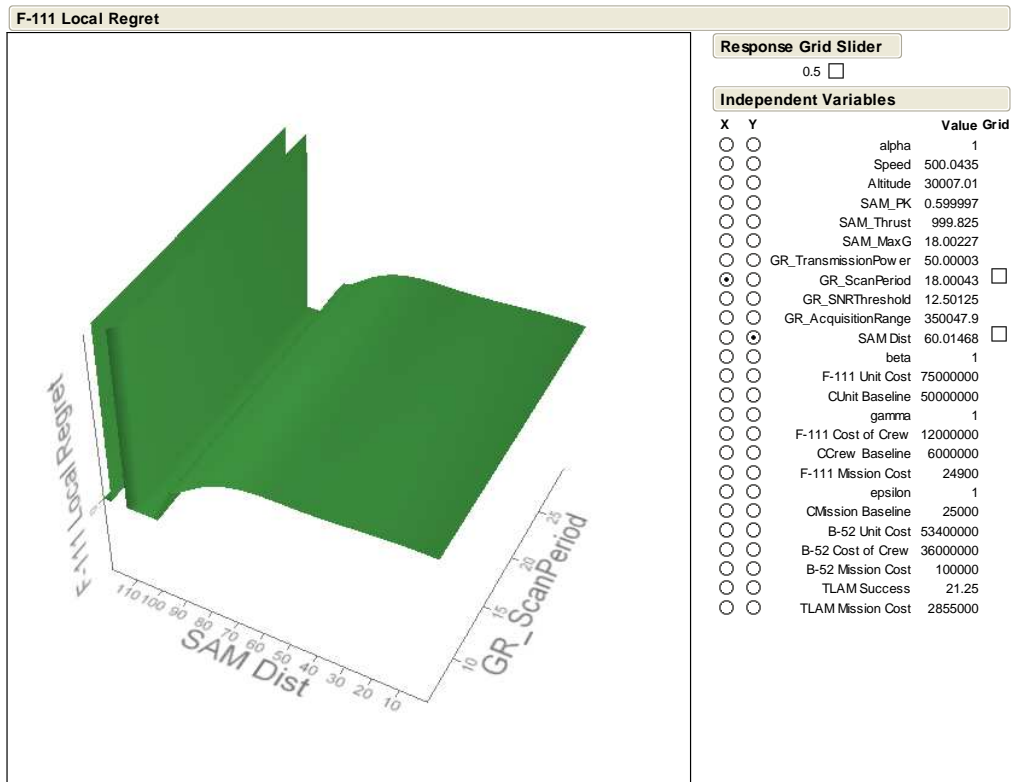 F-111 Local Regret
F-111 Local Regret
0
110 100 90 80 70 60 50 40 30 20 10
SAM Dist
10 15 20 25
GR_ScanPeriod
Response Grid Slider
0.5
Independent Variables
X Y Value Grid
alpha 1
Speed 500.0435
Altitude 30007.01
SAM_PK 0.599997
SAM_Thrust 999.825
SAM_MaxG 18.00227
GR_TransmissionPower 50.00003
GR_ScanPeriod 18.00043
GR_SNRThreshold 12.50125
GR_AcquisitionRange 350047.9
SAM Dist 60.01468
beta 1
F-111 Unit Cost 75000000
CUnit Baseline 50000000
gamma 1
F-111 Cost of Crew 12000000
CCrew Baseline 6000000
F-111 Mission Cost 24900
epsilon 1
CMission Baseline 25000
B-52 Unit Cost 53400000
B-52 Cost of Crew 36000000
B-52 Mission Cost 100000
TLAM Success 21.25
TLAM Mission Cost 2855000